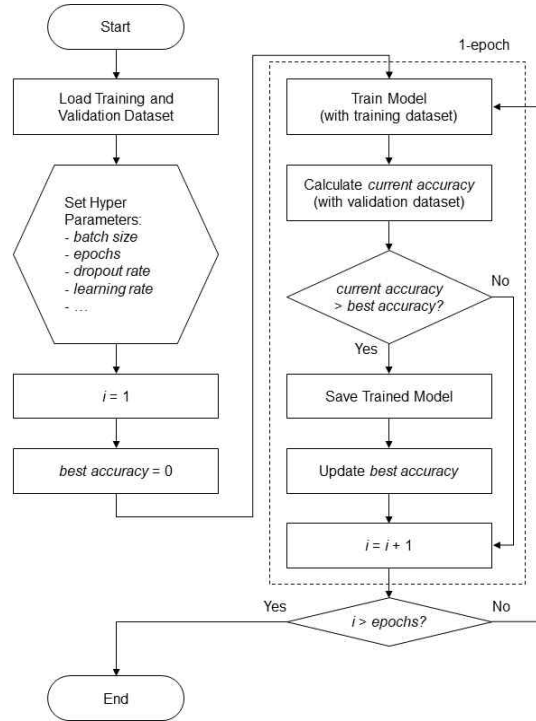 Start
Load Training and
Validation Dataset
Set Hyper
Parameters:
- batch size
- epochs
- dropout rate
- learning rate
- ...
i = 1
best accuracy = 0
1-epoch
Train Model
(with training dataset)
Calculate current accuracy
(with validation dataset)
current accuracy
> best accuracy?
No
Yes
Save Trained Model
Update best accuracy
i = i + 1
Yes
i > epochs?
No
End